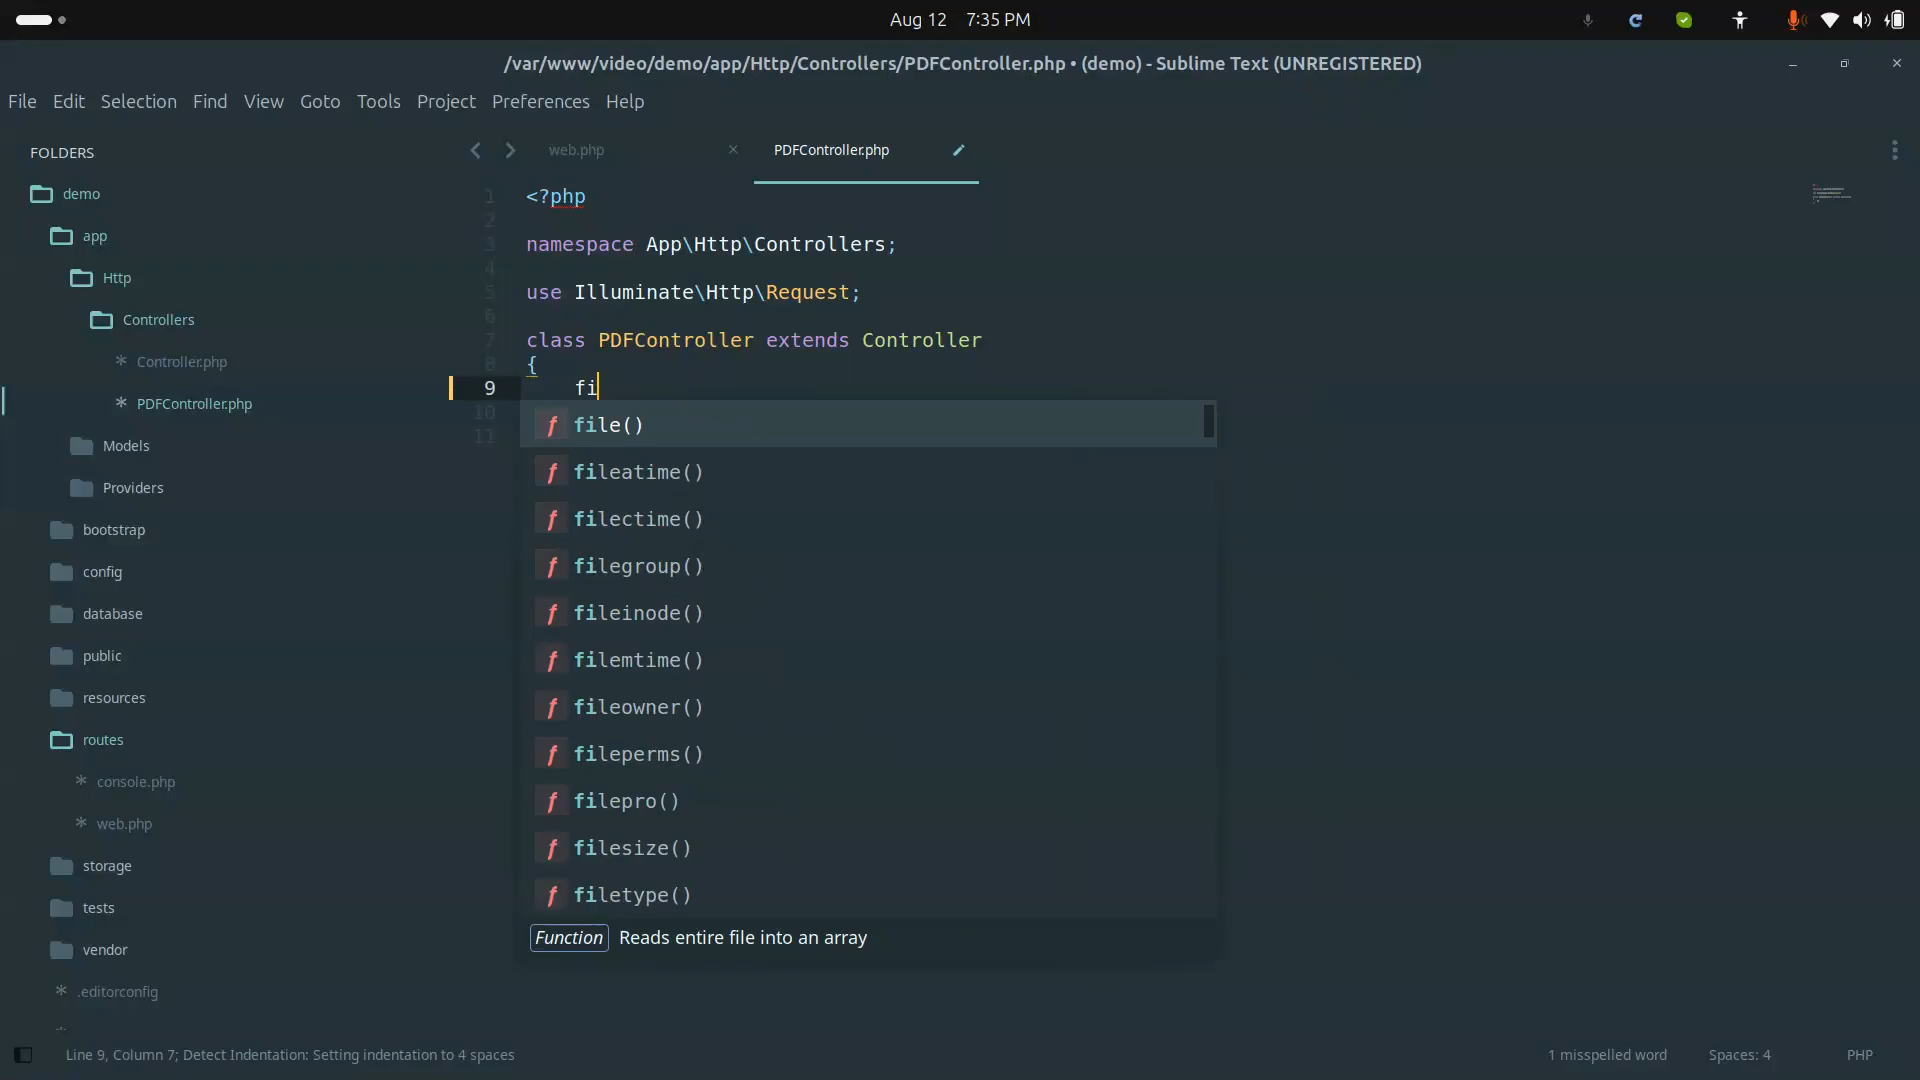 Aug 12 7:35 PM
/var/www/video/demo/app/Http/Controllers/PDFController.php • (demo) - Sublime Text (UNREGISTERED)
File Edit Selection Find View Goto Tools Project Preferences Help
FOLDERS
demo
app
Http
Controllers
Controller.php
PDFController.php
Models
Providers
bootstrap
config
database
public
resources
routes
console.php
web.php
storage
tests
vendor
.editorconfig
web.php PDFController.php
1 <?php
2
3 namespace App\Http\Controllers;
4
5 use Illuminate\Http\Request;
6
7 class PDFController extends Controller
8 {
9 fi
10
11
f file()
f fileatime()
f filectime()
f filegroup()
f fileinode()
f filemtime()
f fileowner()
f fileperms()
f filepro()
f filesize()
f filetype()
Function Reads entire file into an array
Line 9, Column 7; Detect Indentation: Setting indentation to 4 spaces 1 misspelled word Spaces: 4 PHP